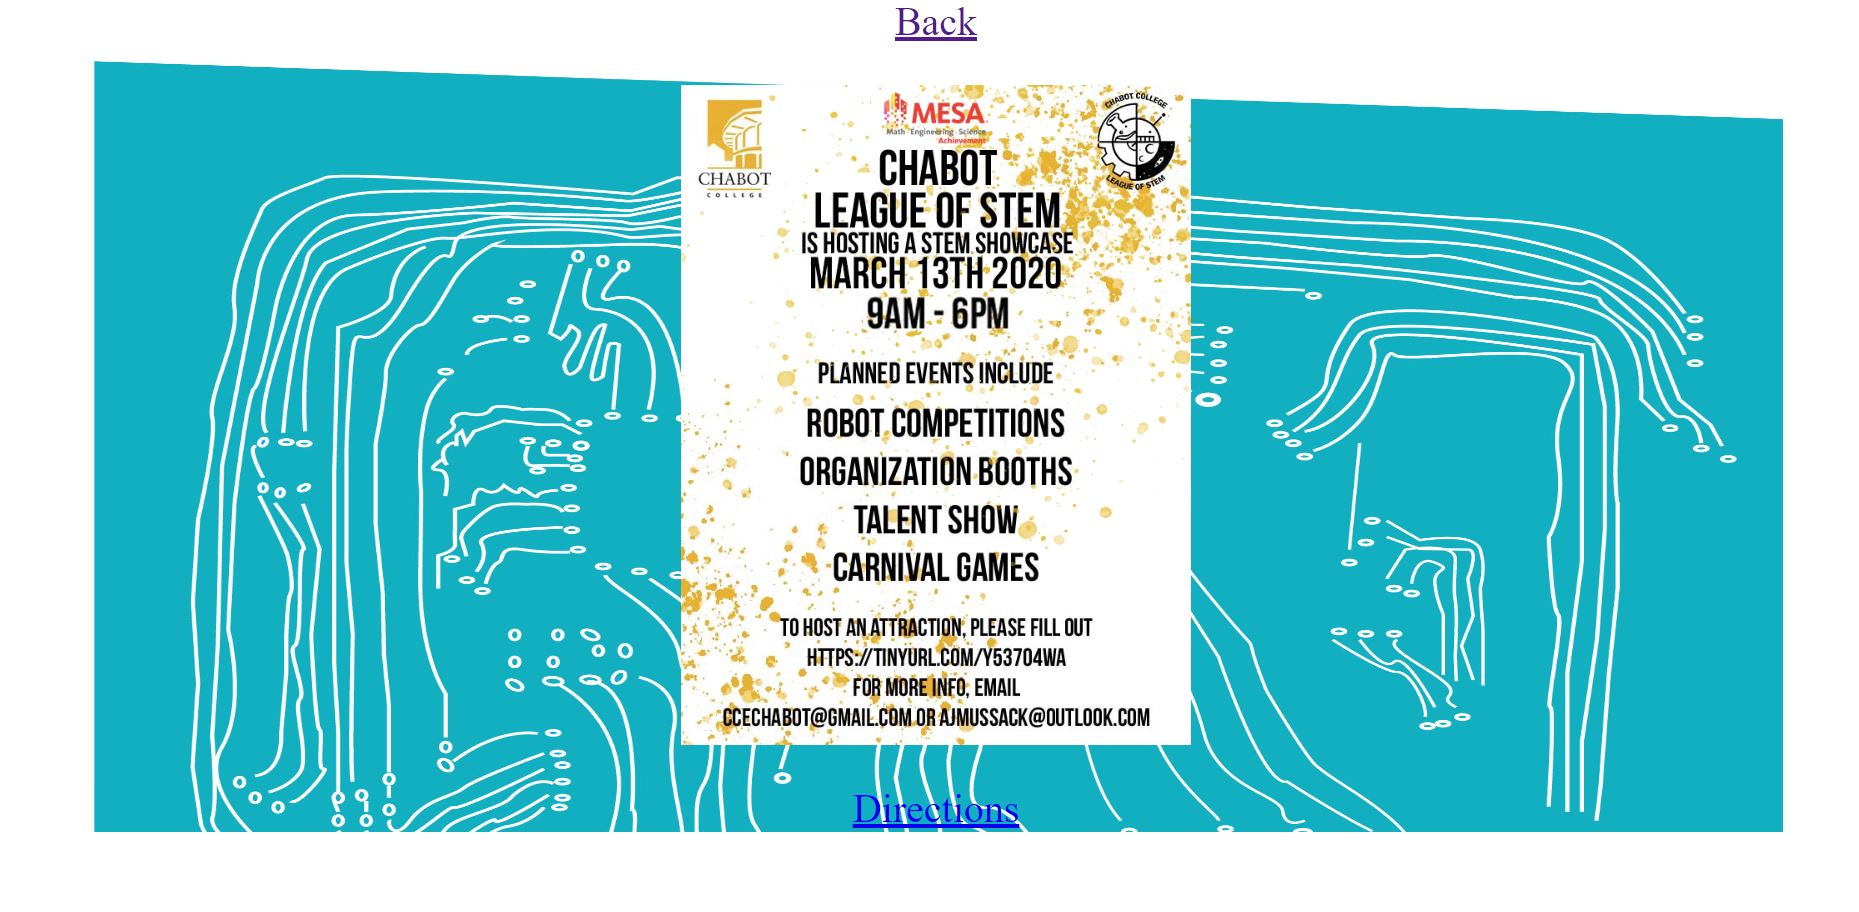 Back
CHABOT
COLLEGE
MESA
Math · Engineering · Science
Achievement
CHABOT COLLEGE
LEAGUE OF STEM
CHABOT
LEAGUE OF STEM
IS HOSTING A STEM SHOWCASE
MARCH 13TH 2020
9AM - 6PM
PLANNED EVENTS INCLUDE
ROBOT COMPETITIONS
ORGANIZATION BOOTHS
TALENT SHOW
CARNIVAL GAMES
TO HOST AN ATTRACTION, PLEASE FILL OUT
HTTPS://TINYURL.COM/Y53704WA
FOR MORE INFO, EMAIL
CCECHABOT@GMAIL.COM OR AJMUSSACK@OUTLOOK.COM
Directions